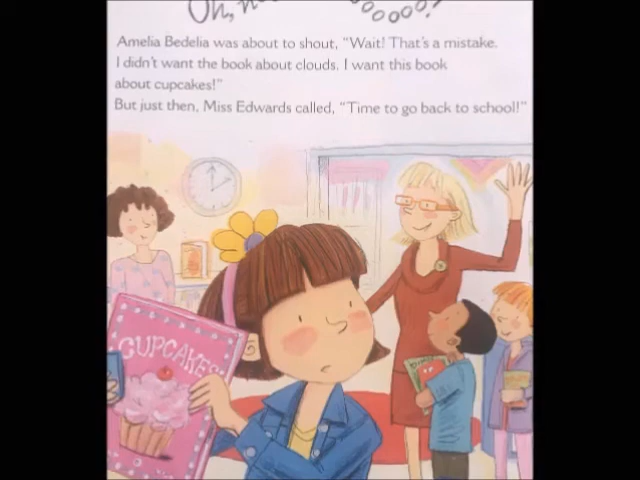 Oh,
Amelia Bedelia was about to shout, "Wait! That's a mistake.
I didn't want the book about clouds. I want this book
about cupcakes!"
But just then, Miss Edwards called, "Time to go back to school!"
CUPCAKES